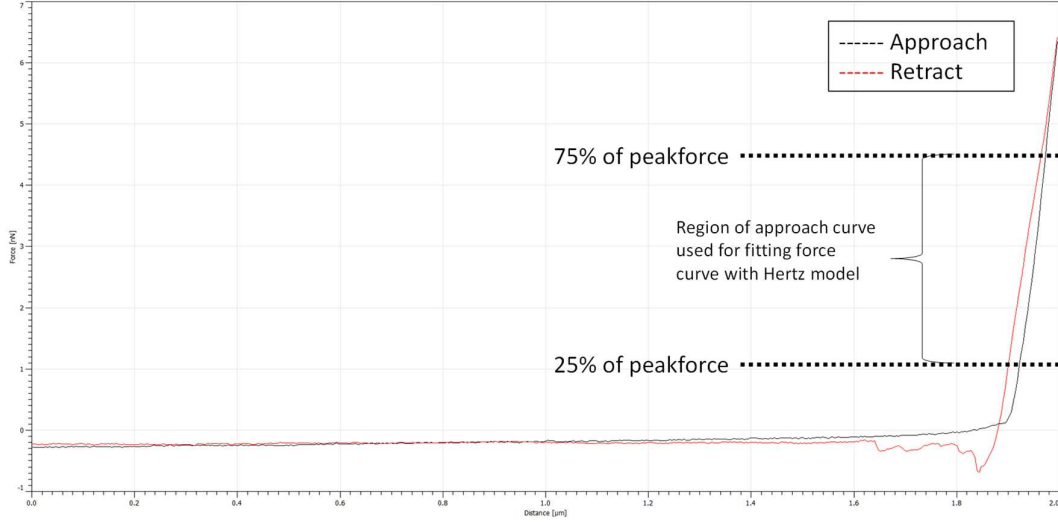 7
Approach
Retract
6
5
75% of peakforce
4
Region of approach curve
used for fitting force
curve with Hertz model
3
Force [nN]
2
25% of peakforce
1
0
-1
0.0 0.2 0.4 0.6 0.8 1.0 1.2 1.4 1.6 1.8 2.0
Distance [µm]